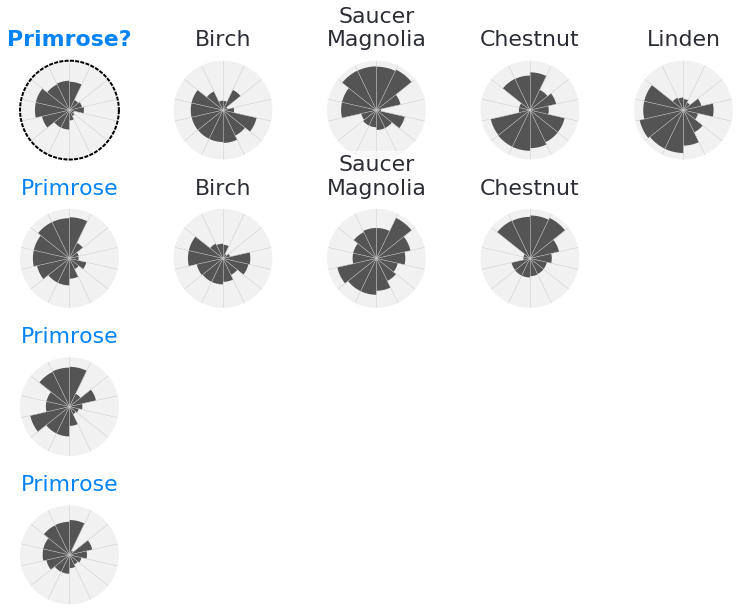 Primrose?
Birch
Saucer
Magnolia
Chestnut
Linden
Primrose
Birch
Saucer
Magnolia
Chestnut
Primrose
Primrose